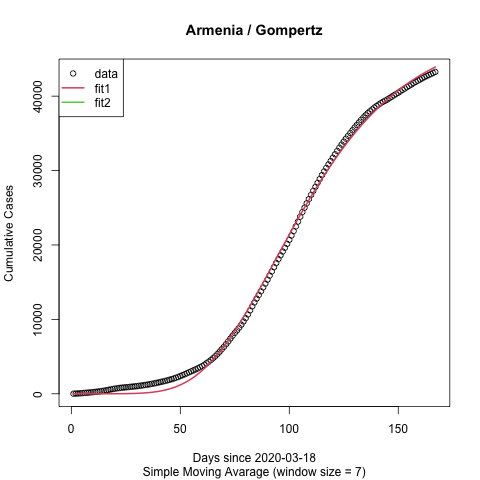 Armenia / Gompertz
data
fit1
fit2
Cumulative Cases
40000
30000
20000
10000
0
0 50 100 150
Days since 2020-03-18
Simple Moving Avarage (window size = 7)